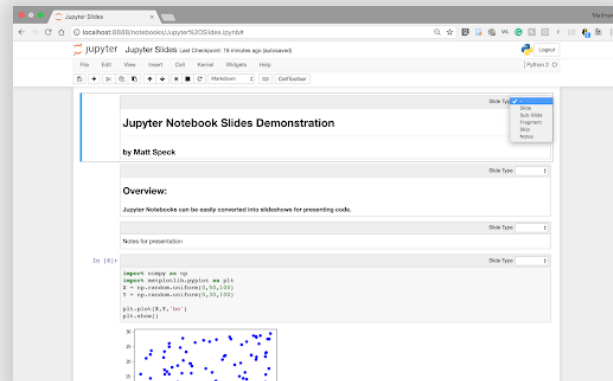 Jupyter Slides
localhost:8888/notebooks/Jupyter%20Slides.ipynb#
jupyter Jupyter Slides Last Checkpoint: 18 minutes ago (autosaved)
Logout
File Edit View Insert Cell Kernel Widgets Help
Python 2
Markdown CellToolbar
Slide Type -
Slide
Sub-Slide
Fragment
Skip
Notes
Jupyter Notebook Slides Demonstration
by Matt Speck
Slide Type
Overview:
Jupyter Notebooks can be easily converted into slideshows for presenting code.
Slide Type
Notes for presentation
Slide Type
import numpy as np
import matplotlib.pyplot as plt
X = np.random.uniform(0,50,100)
Y = np.random.uniform(0,30,100)
plt.plot(X,Y,'bo')
plt.show()
30
25
20
15